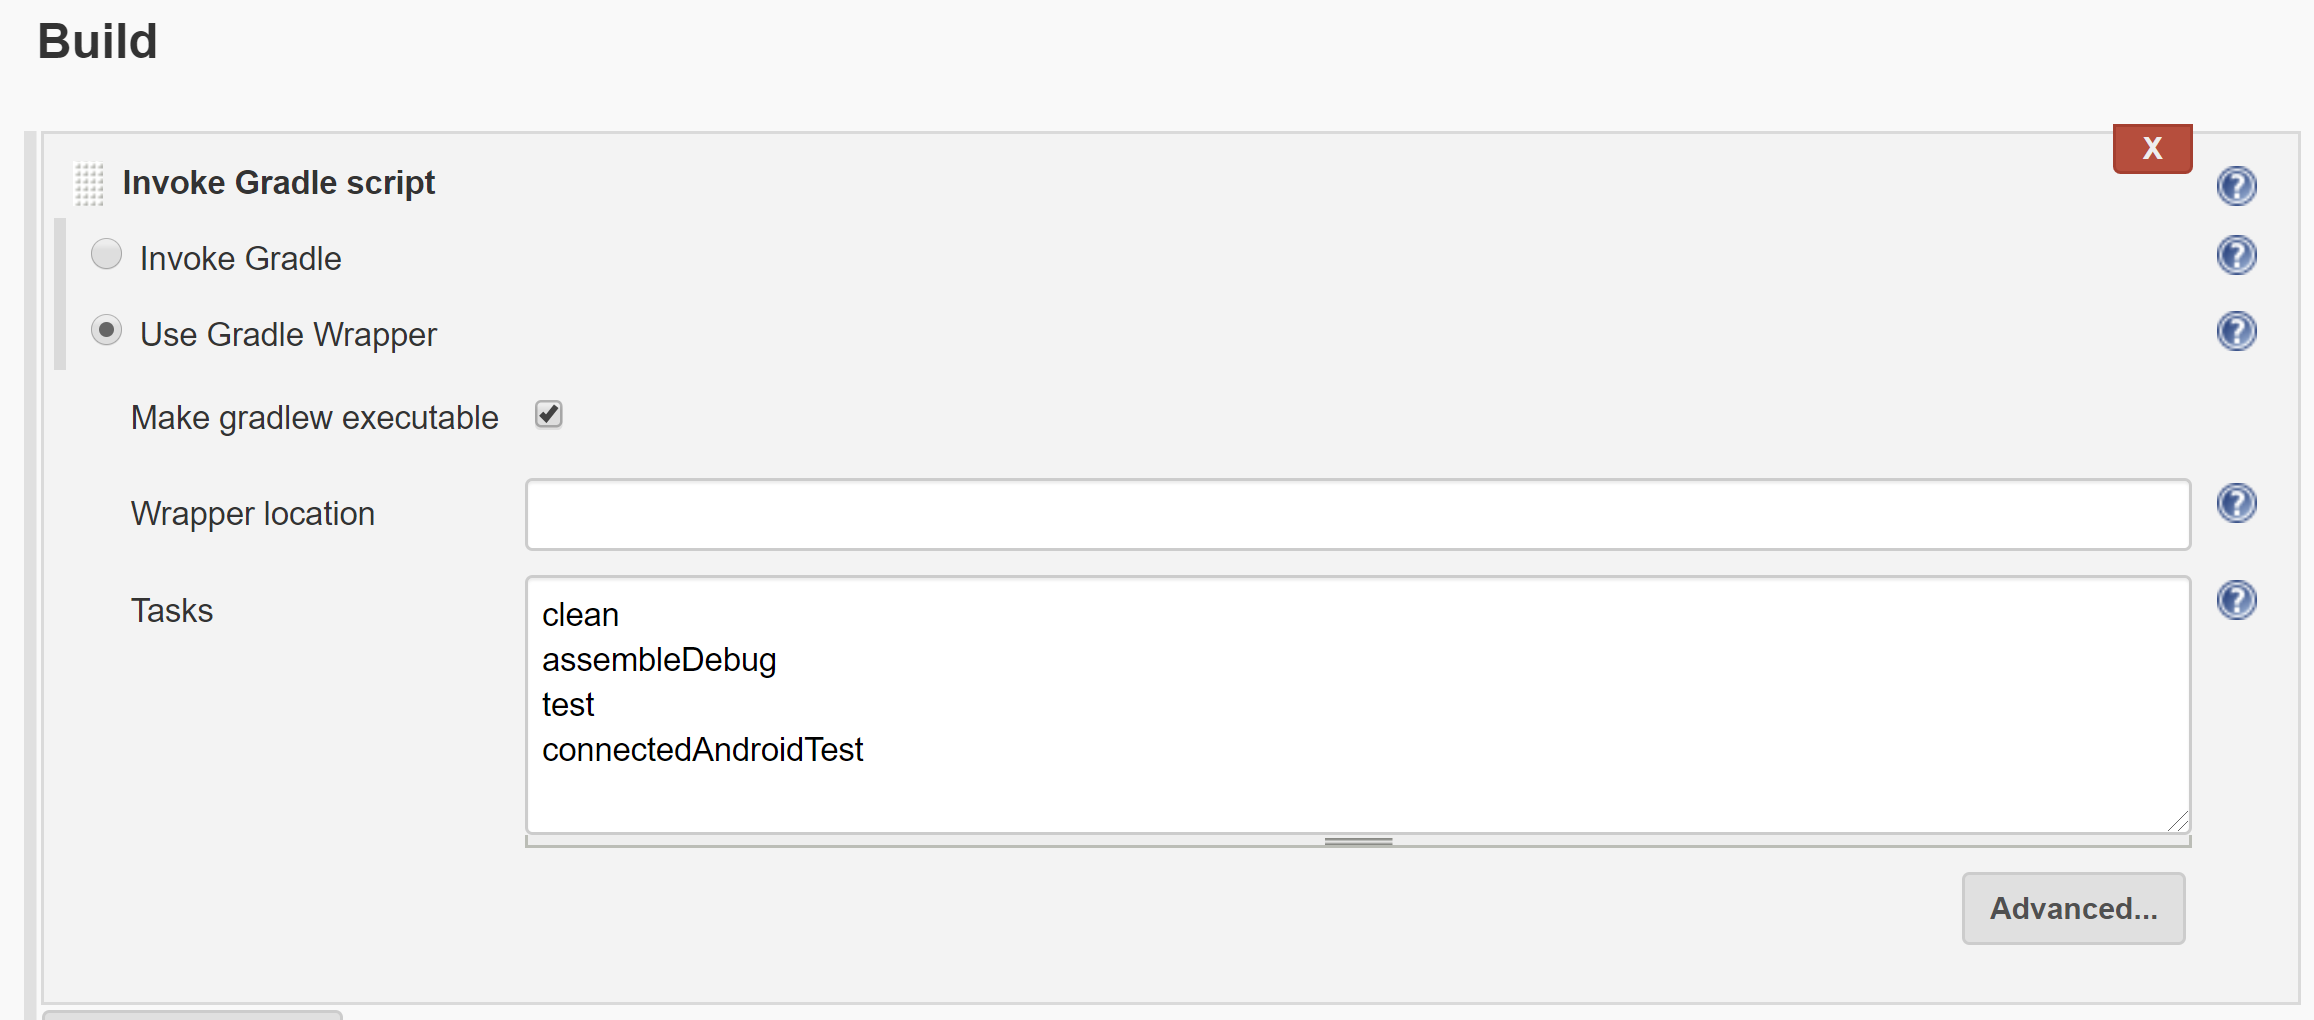 Build
X
Invoke Gradle script
?
Invoke Gradle
?
Use Gradle Wrapper
?
Make gradlew executable
Wrapper location
?
Tasks
?
clean
assembleDebug
test
connectedAndroidTest
Advanced...